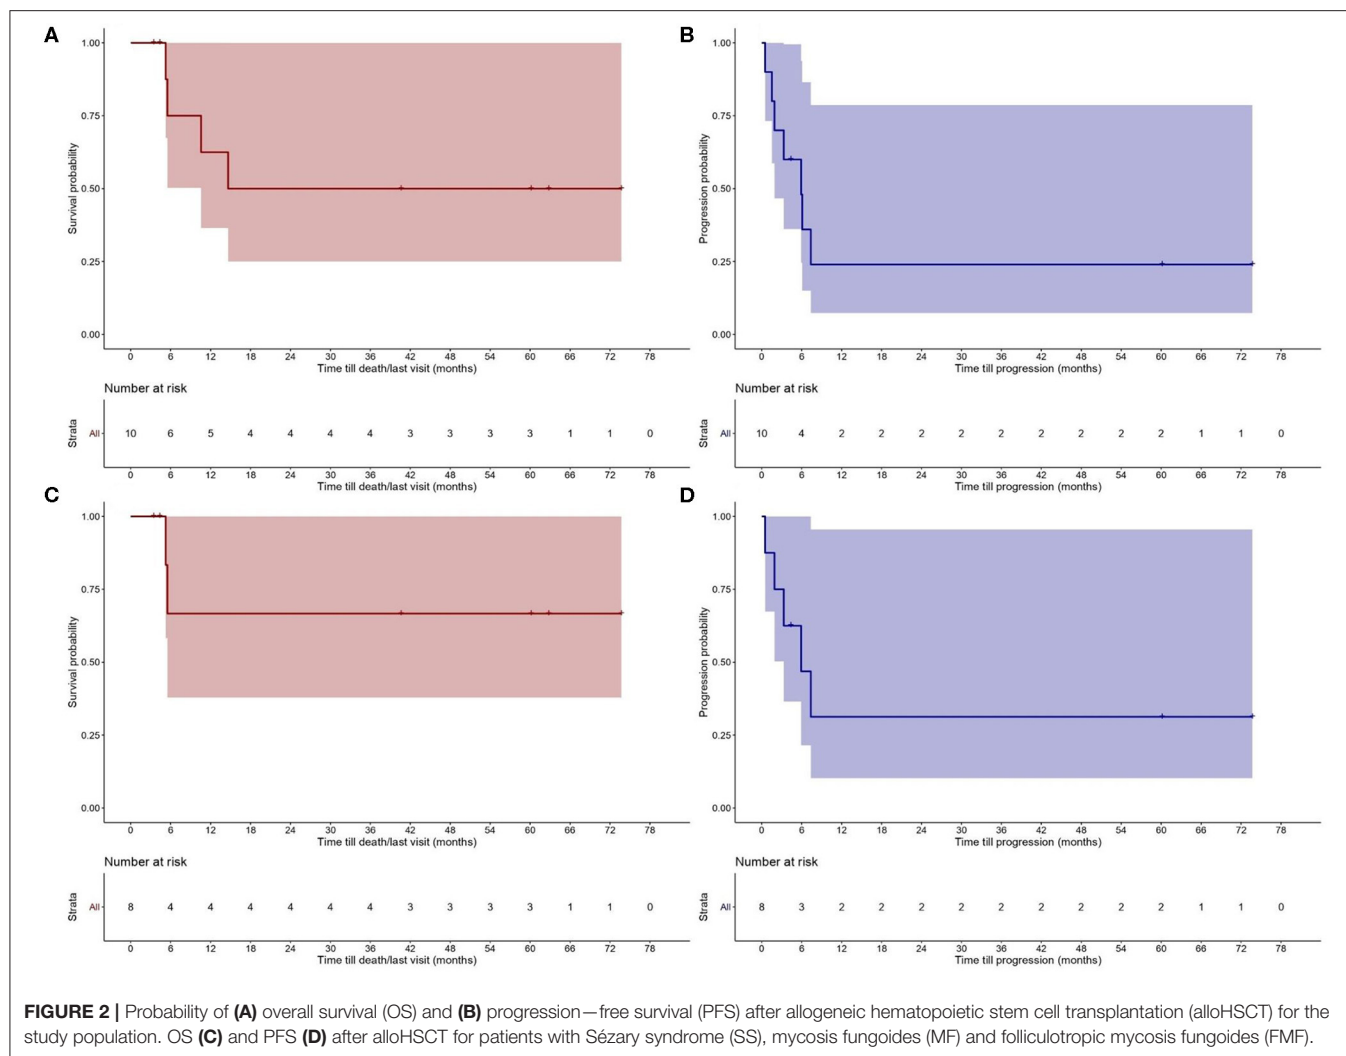 A
B
1.00
0.75
0.50
0.25
0.00
Survival probability
0 6 12 18 24 30 36 42 48 54 60 66 72 78
Time till death/last visit (months)
1.00
0.75
0.50
0.25
0.00
Progression probability
0 6 12 18 24 30 36 42 48 54 60 66 72 78
Time till progression (months)
Number at risk
Strata
All
10 6 5 4 4 4 4 3 3 3 3 1 1 0
0 6 12 18 24 30 36 42 48 54 60 66 72 78
Time till death/last visit (months)
Number at risk
Strata
All
10 4 2 2 2 2 2 2 2 2 2 1 1 0
0 6 12 18 24 30 36 42 48 54 60 66 72 78
Time till progression (months)
C
D
1.00
0.75
0.50
0.25
0.00
Survival probability
0 6 12 18 24 30 36 42 48 54 60 66 72 78
Time till death/last visit (months)
1.00
0.75
0.50
0.25
0.00
Progression probability
0 6 12 18 24 30 36 42 48 54 60 66 72 78
Time till progression (months)
Number at risk
Strata
All
8 4 4 4 4 4 4 3 3 3 3 1 1 0
0 6 12 18 24 30 36 42 48 54 60 66 72 78
Time till death/last visit (months)
Number at risk
Strata
All
8 3 2 2 2 2 2 2 2 2 2 1 1 0
0 6 12 18 24 30 36 42 48 54 60 66 72 78
Time till progression (months)
FIGURE 2 | Probability of (A) overall survival (OS) and (B) progression—free survival (PFS) after allogeneic hematopoietic stem cell transplantation (alloHSCT) for the
study population. OS (C) and PFS (D) after alloHSCT for patients with Sézary syndrome (SS), mycosis fungoides (MF) and folliculotropic mycosis fungoides (FMF).